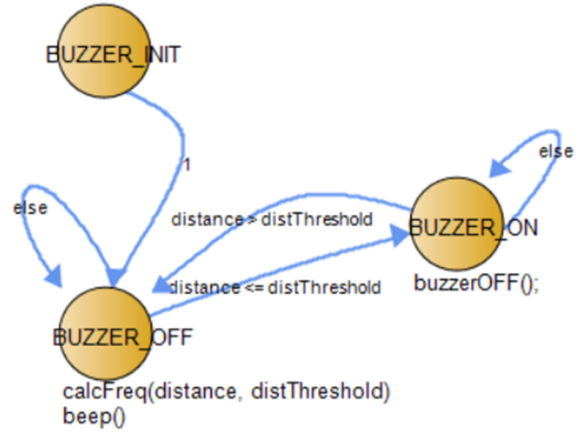 BUZZER_INIT
1
else
else
distance > distThreshold
BUZZER_ON
buzzerOFF();
distance <= distThreshold
BUZZER_OFF
calcFreq(distance, distThreshold)
beep()